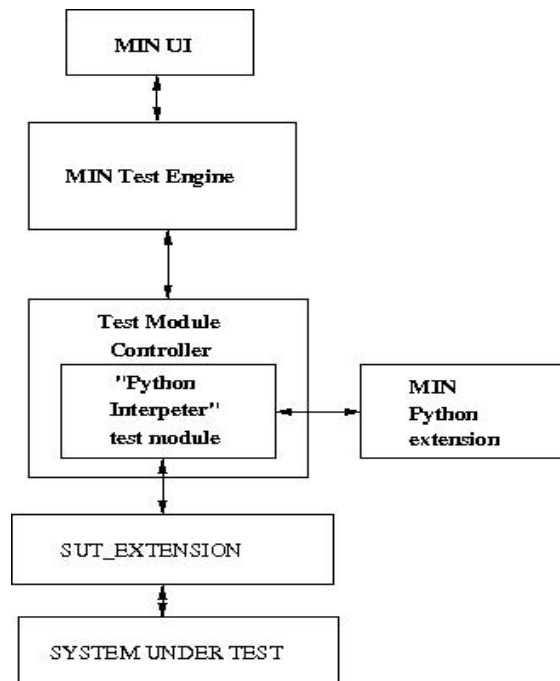 MIN UI
MIN Test Engine
Test Module
Controller
"Python
Interpeter"
test module
MIN
Python
extension
SUT_EXTENSION
SYSTEM UNDER TEST